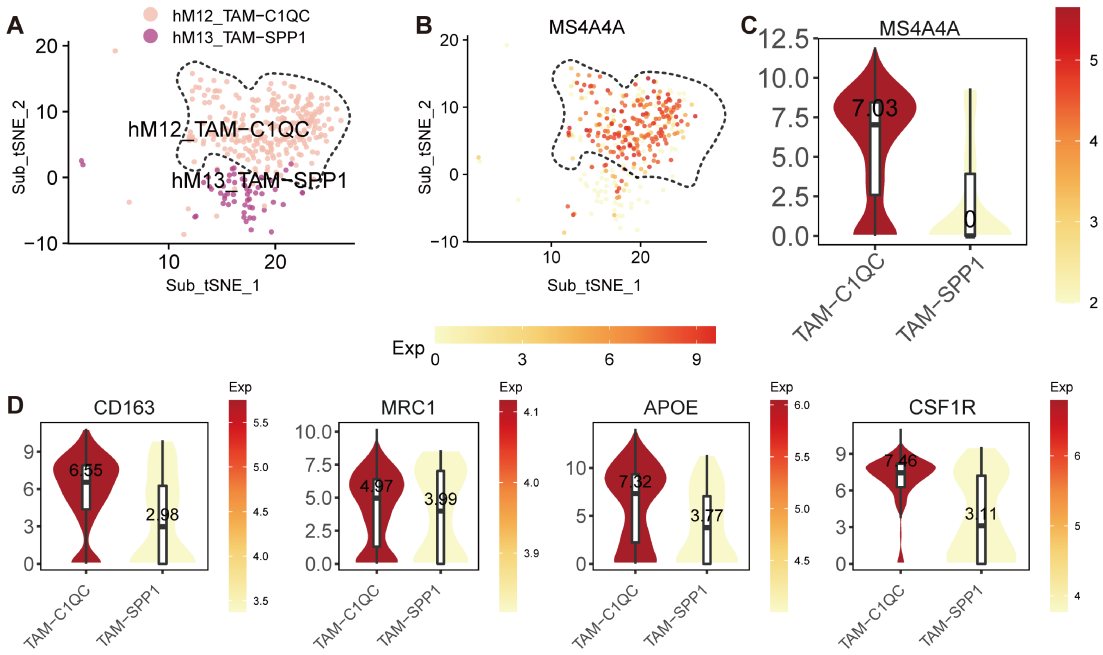 A
hM12_TAM−C1QC
hM13_TAM−SPP1
20
10
0
−10
10
20
Sub_tSNE_2
Sub_tSNE_1
hM12_TAM−C1QC
hM13_TAM−SPP1
B
MS4A4A
20
10
0
−10
10
20
Sub_tSNE_2
Sub_tSNE_1
Exp
0
3
6
9
C
MS4A4A
12.5
10.0
7.5
5.0
2.5
0.0
7.03
0
TAM−C1QC
TAM−SPP1
5
4
3
2
D
CD163
9
6
3
0
6.55
2.98
TAM−C1QC
TAM−SPP1
Exp
5.5
5.0
4.5
4.0
3.5
MRC1
10.0
7.5
5.0
2.5
0.0
4.97
3.99
TAM−C1QC
TAM−SPP1
Exp
4.1
4.0
3.9
APOE
10
5
0
7.32
3.77
TAM−C1QC
TAM−SPP1
Exp
6.0
5.5
5.0
4.5
CSF1R
9
6
3
0
7.46
3.11
TAM−C1QC
TAM−SPP1
Exp
6
5
4